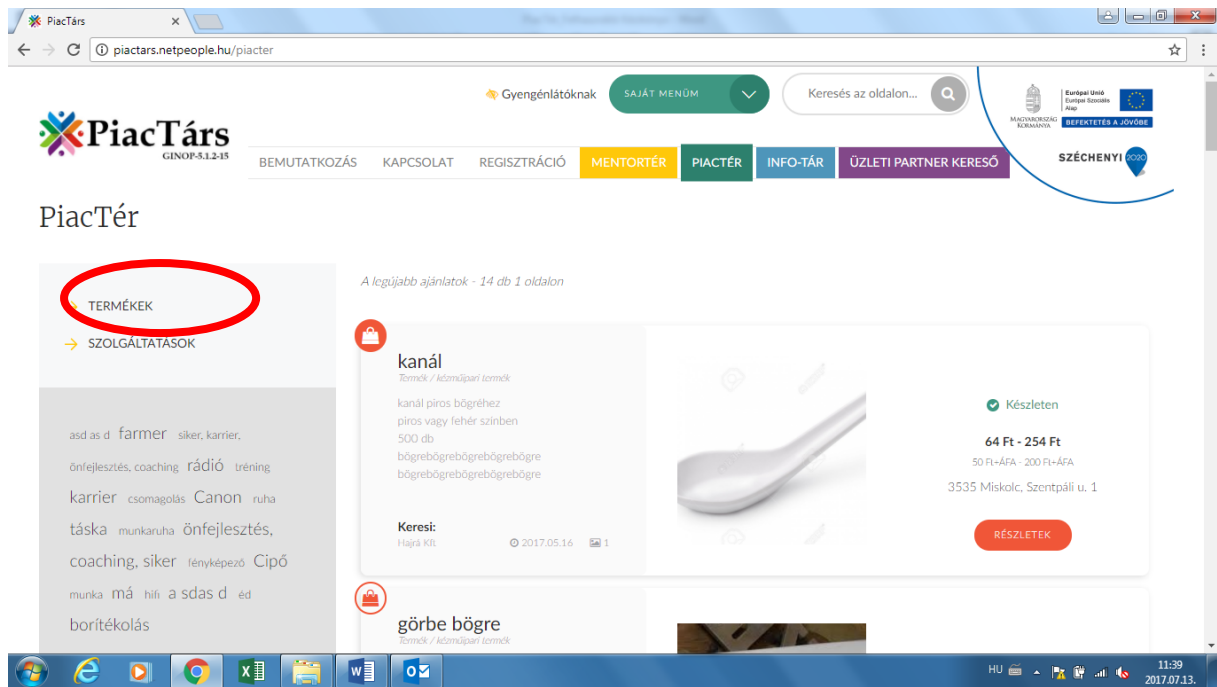 PiacTárs
piactars.netpeople.hu/piacter
Gyengénlátóknak
SAJÁT MENÜM
Keresés az oldalon...
MAGYARORSZÁG
KORMÁNYA
Európai Unió
Európai Szociális
Alap
BEFEKTETÉS A JÖVŐBE
PiacTárs
GINOP-5.1.2-15
BEMUTATKOZÁS KAPCSOLAT REGISZTRÁCIÓ MENTORTÉR PIACTÉR INFO-TÁR ÜZLETI PARTNER KERESŐ
SZÉCHENYI 2020
PiacTér
TERMÉKEK
SZOLGÁLTATÁSOK
asd as d farmer siker, karrier,
önfejlesztés, coaching rádió tréning
karrier csomagolás Canon ruha
táska munkaruha önfejlesztés,
coaching, siker fényképező Cipő
munka má hifi a sdas d éd
borítékolás
A legújabb ajánlatok - 14 db 1 oldalon
kanál
Termék / kézműipari termék
kanál piros bögréhez
piros vagy fehér szinben
500 db
bögrebögrebögrebögrebögre
bögrebögrebögrebögrebögre
Keresi:
Hajrá Kft. 2017.05.16 1
Készleten
64 Ft - 254 Ft
50 Ft+ÁFA - 200 Ft+ÁFA
3535 Miskolc, Szentpáli u. 1
RÉSZLETEK
görbe bögre
Termék / kézműipari termék
HU
11:39
2017.07.13.